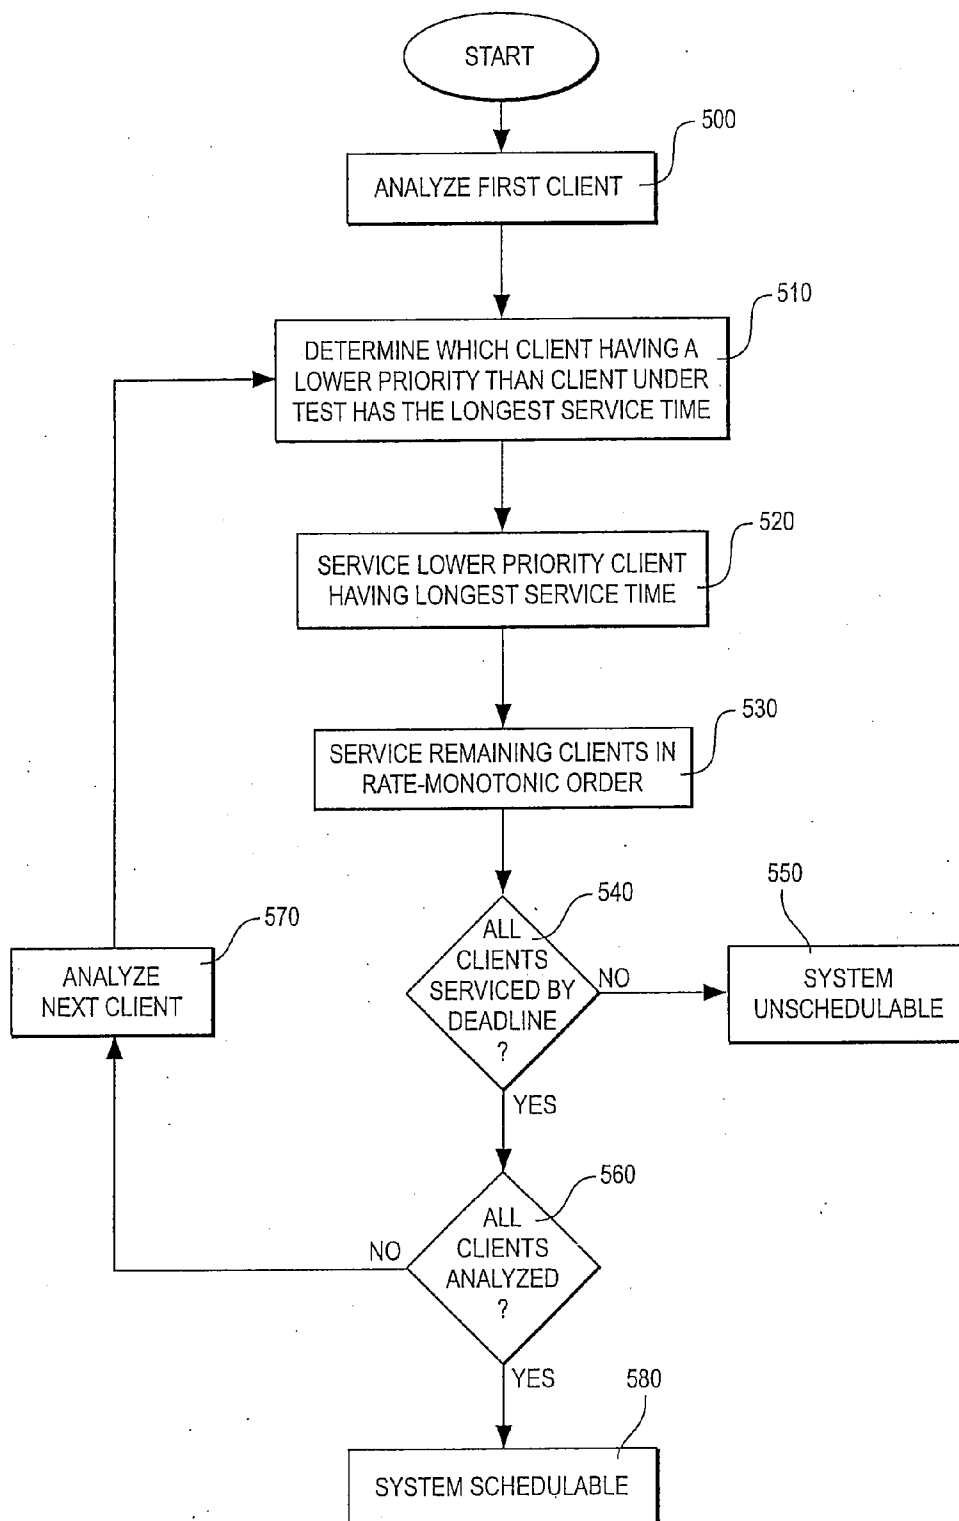 START
500
ANALYZE FIRST CLIENT
510
DETERMINE WHICH CLIENT HAVING A
LOWER PRIORITY THAN CLIENT UNDER
TEST HAS THE LONGEST SERVICE TIME
520
SERVICE LOWER PRIORITY CLIENT
HAVING LONGEST SERVICE TIME
530
SERVICE REMAINING CLIENTS IN
RATE-MONOTONIC ORDER
540
ALL
CLIENTS
SERVICED BY
DEADLINE
?
NO
550
SYSTEM
UNSCHEDULABLE
YES
560
ALL
CLIENTS
ANALYZED
?
NO
570
ANALYZE
NEXT CLIENT
YES
580
SYSTEM SCHEDULABLE